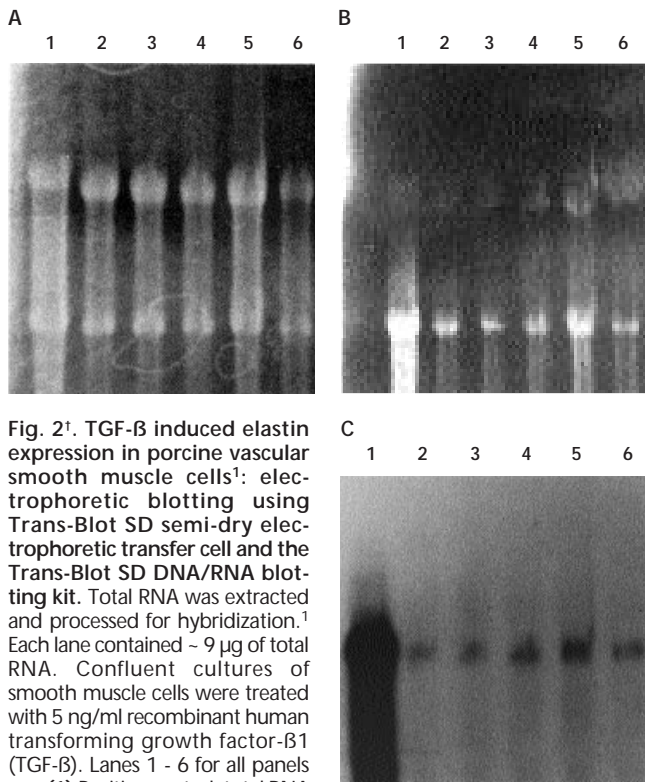 A
1 2 3 4 5 6
B
1 2 3 4 5 6
Fig. 2†. TGF-ß induced elastin
expression in porcine vascular
smooth muscle cells¹: elec-
trophoretic blotting using
Trans-Blot SD semi-dry elec-
trophoretic transfer cell and the
Trans-Blot SD DNA/RNA blot-
ting kit. Total RNA was extracted
and processed for hybridization.¹
Each lane contained ~ 9 µg of total
RNA. Confluent cultures of
smooth muscle cells were treated
with 5 ng/ml recombinant human
transforming growth factor-ß1
(TGF-ß). Lanes 1 - 6 for all panels
C
1 2 3 4 5 6